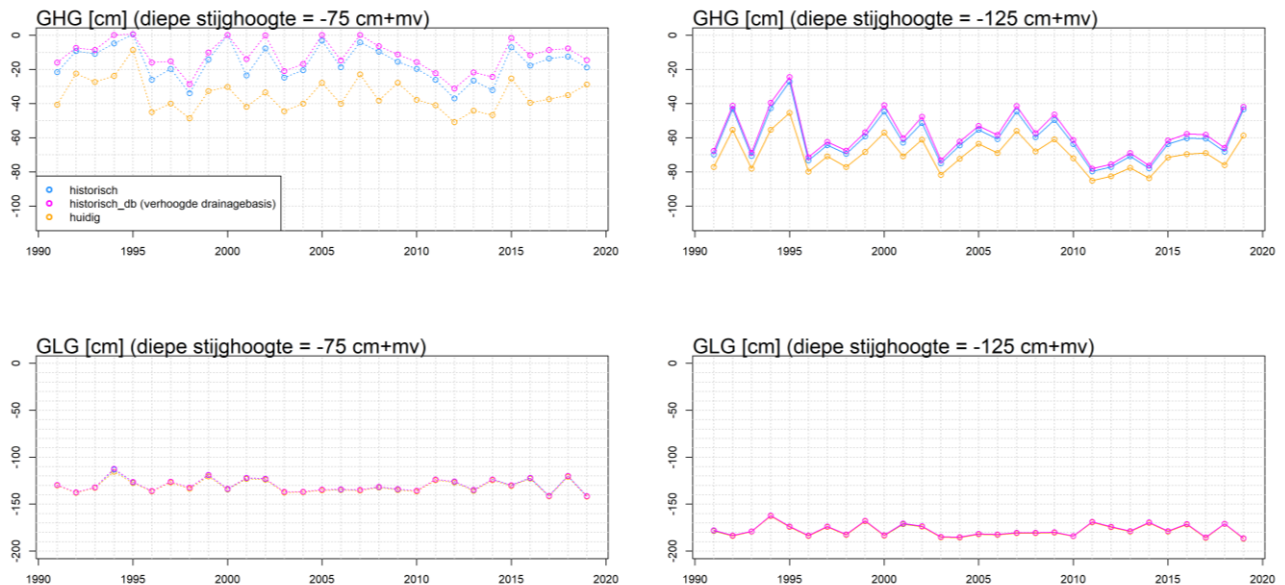 GHG [cm] (diepe stijghoogte = -75 cm+mv)
0
-20
-40
-60
-80
-100
historisch
historisch_db (verhoogde drainagebasis)
huidig
1990 1995 2000 2005 2010 2015 2020
GHG [cm] (diepe stijghoogte = -125 cm+mv)
0
-20
-40
-60
-80
-100
1990 1995 2000 2005 2010 2015 2020
GLG [cm] (diepe stijghoogte = -75 cm+mv)
0
-50
-100
-150
-200
1990 1995 2000 2005 2010 2015 2020
GLG [cm] (diepe stijghoogte = -125 cm+mv)
0
-50
-100
-150
-200
1990 1995 2000 2005 2010 2015 2020